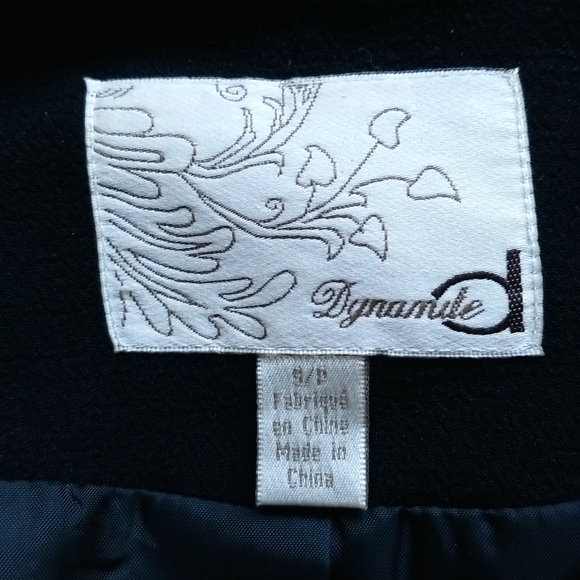 Dynamite
d
S/P
Fabriqué
en Chine
Made in
China